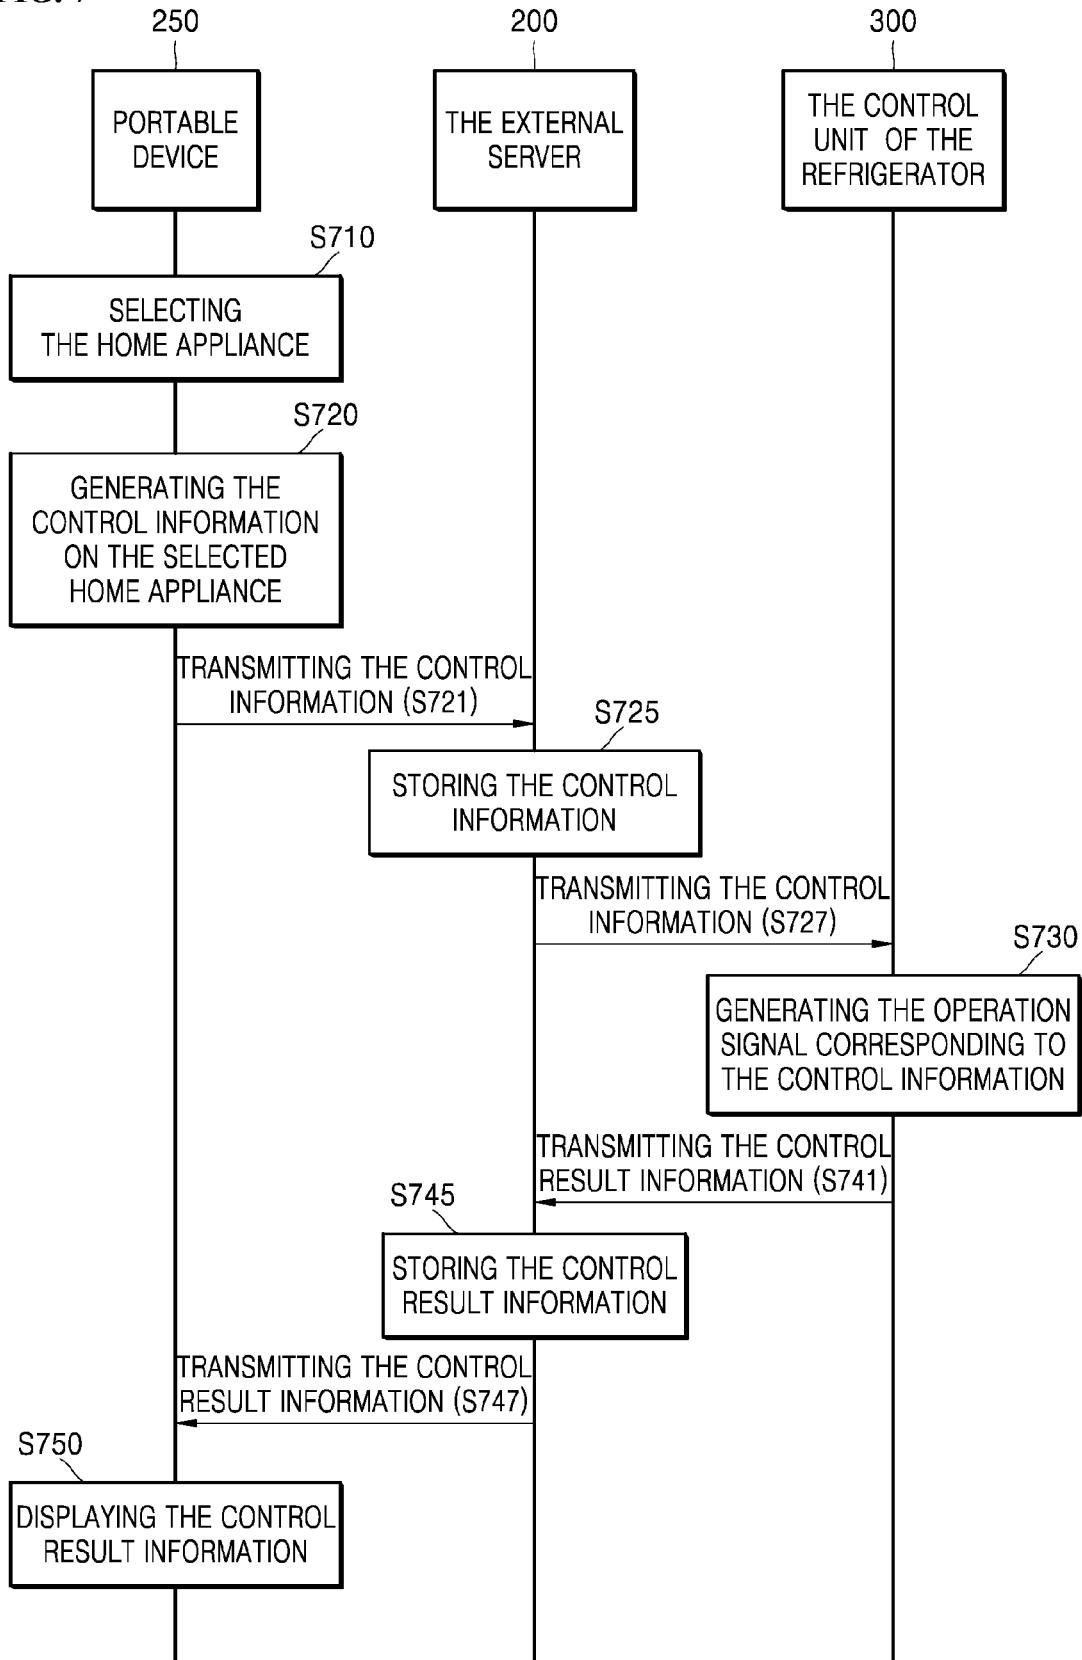 250
200
300
PORTABLE
DEVICE
THE EXTERNAL
SERVER
THE CONTROL
UNIT OF THE
REFRIGERATOR
S710
SELECTING
THE HOME APPLIANCE
S720
GENERATING THE
CONTROL INFORMATION
ON THE SELECTED
HOME APPLIANCE
TRANSMITTING THE CONTROL
INFORMATION (S721)
S725
STORING THE CONTROL
INFORMATION
TRANSMITTING THE CONTROL
INFORMATION (S727)
S730
GENERATING THE OPERATION
SIGNAL CORRESPONDING TO
THE CONTROL INFORMATION
TRANSMITTING THE CONTROL
RESULT INFORMATION (S741)
S745
STORING THE CONTROL
RESULT INFORMATION
TRANSMITTING THE CONTROL
RESULT INFORMATION (S747)
S750
DISPLAYING THE CONTROL
RESULT INFORMATION